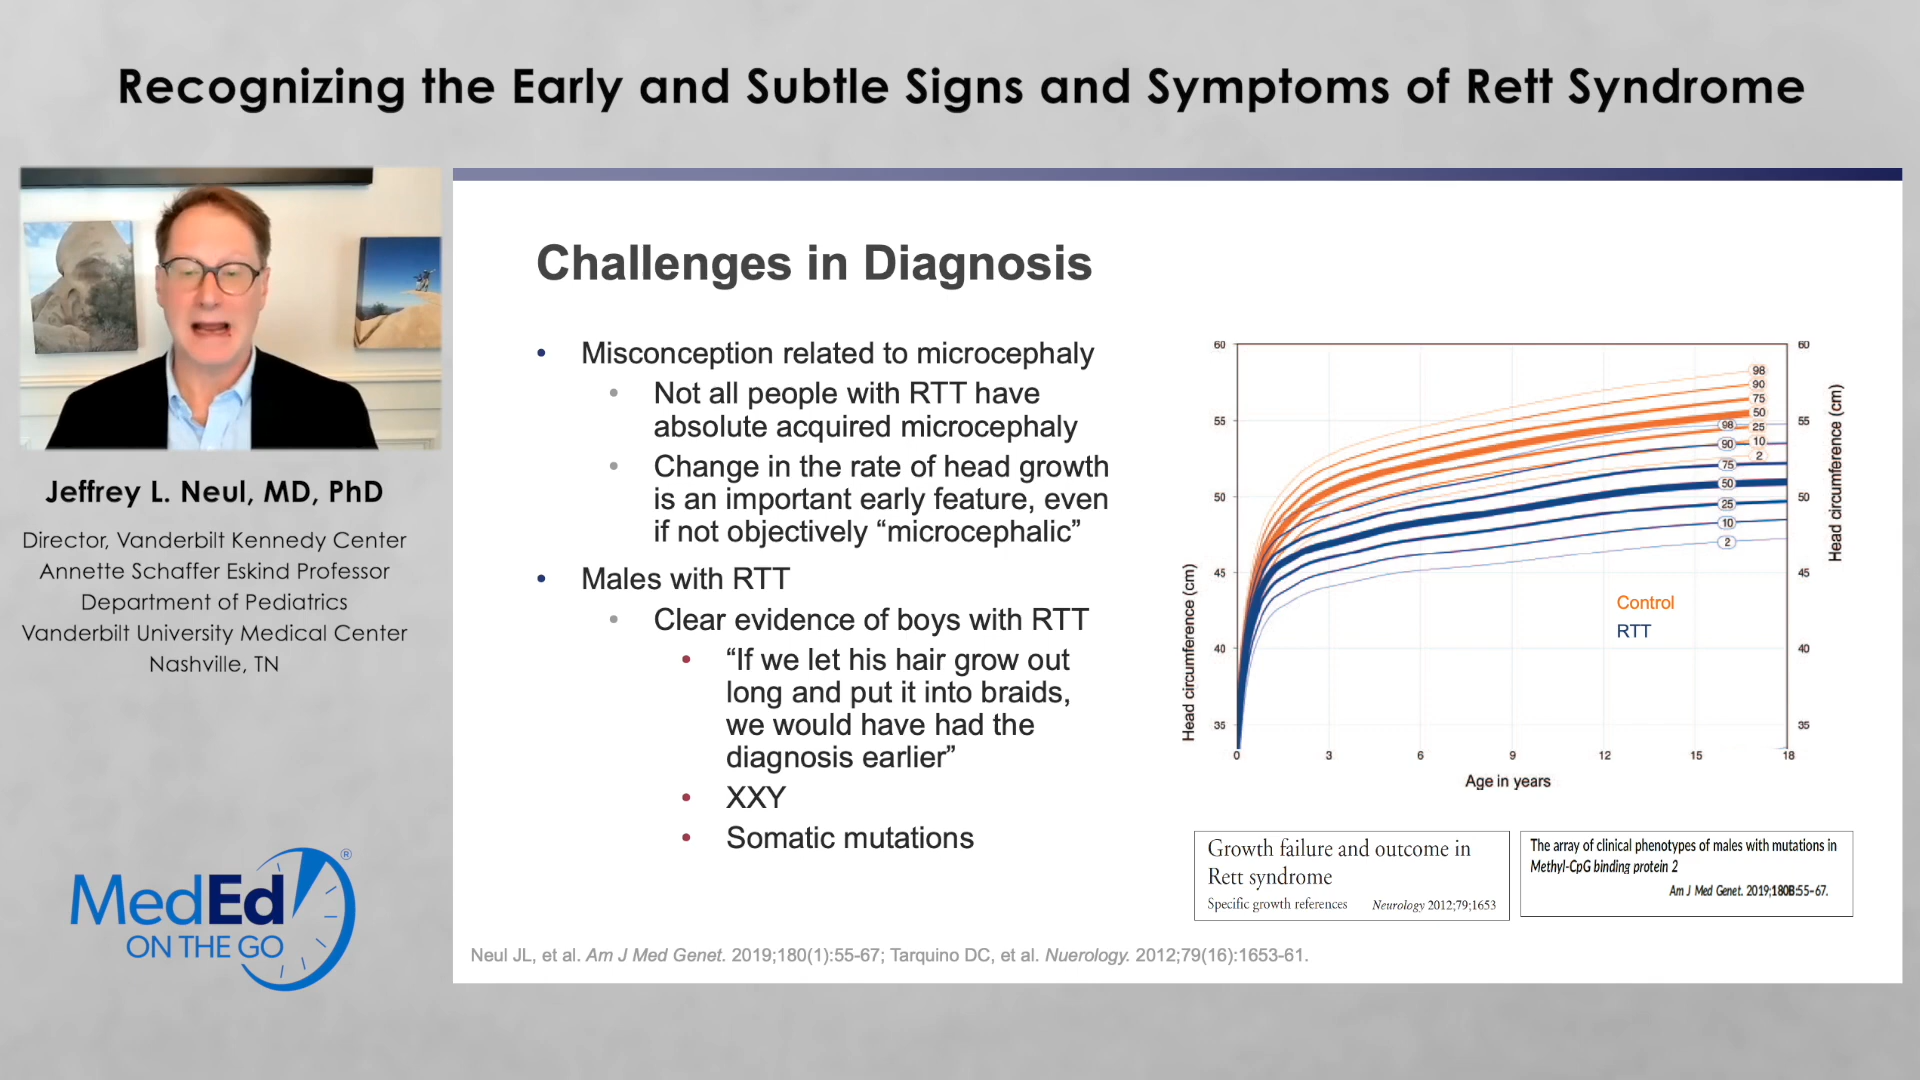 Recognizing the Early and Subtle Signs and Symptoms of Rett Syndrome
Jeffrey L. Neul, MD, PhD
Director, Vanderbilt Kennedy Center
Annette Schaffer Eskind Professor
Department of Pediatrics
Vanderbilt University Medical Center
Nashville, TN
MedEd®
ON THE GO
Challenges in Diagnosis
• Misconception related to microcephaly
• Not all people with RTT have
absolute acquired microcephaly
• Change in the rate of head growth
is an important early feature, even
if not objectively “microcephalic”
• Males with RTT
• Clear evidence of boys with RTT
• “If we let his hair grow out
long and put it into braids,
we would have had the
diagnosis earlier”
• XXY
• Somatic mutations
Head circumference (cm)
60
55
50
45
40
35
0 3 6 9 12 15 18
Age in years
60
55
50
45
40
35
Head circumference (cm)
98
90
75
50
25
10
2
98
90
75
50
25
10
2
Control
RTT
Growth failure and outcome in
Rett syndrome
Specific growth references Neurology 2012;79;1653
The array of clinical phenotypes of males with mutations in
Methyl-CpG binding protein 2
Am J Med Genet. 2019;180B:55–67.
Neul JL, et al. Am J Med Genet. 2019;180(1):55-67; Tarquino DC, et al. Nuerology. 2012;79(16):1653-61.